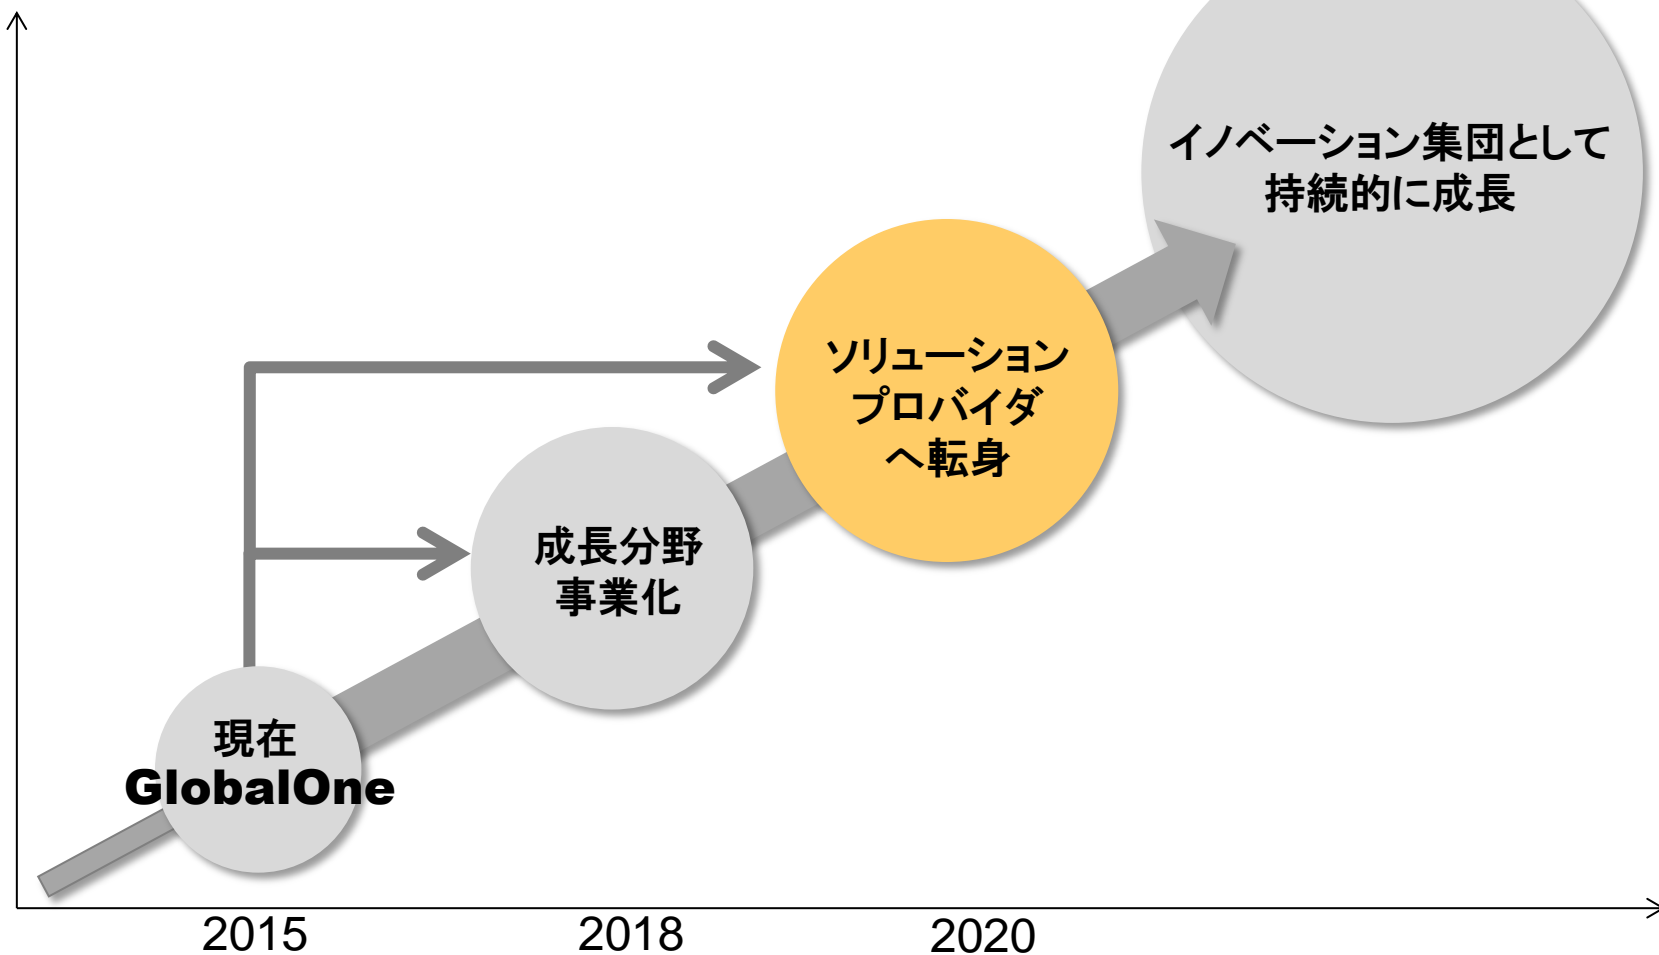 イノベーション集団として
持続的に成長
ソリューション
プロバイダ
へ転身
成長分野
事業化
現在
GlobalOne
2015
2018
2020